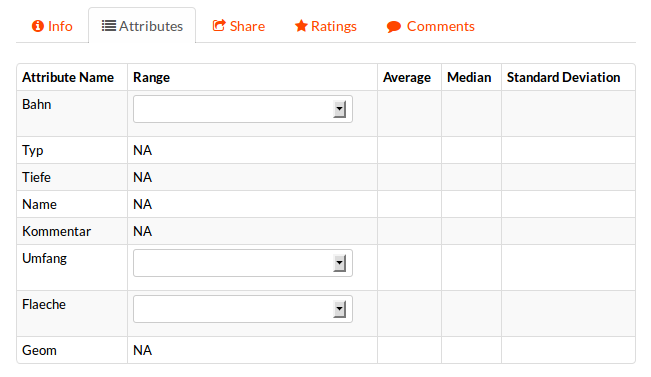 Info Attributes Share Ratings Comments
Attribute Name Range Average Median Standard Deviation
Bahn
Typ NA
Tiefe NA
Name NA
Kommentar NA
Umfang
Flaeche
Geom NA